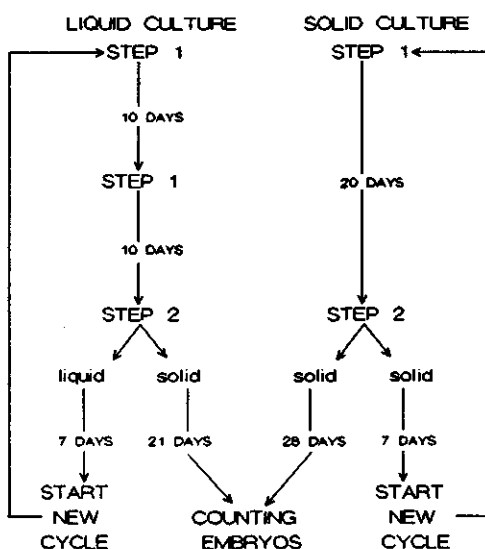 LIQUID CULTURE SOLID CULTURE
STEP 1 STEP 1
10 DAYS
STEP 1 20 DAYS
10 DAYS
STEP 2 STEP 2
liquid solid solid solid
7 DAYS 21 DAYS 28 DAYS 7 DAYS
START START
NEW COUNTING NEW
CYCLE EMBRYOS CYCLE